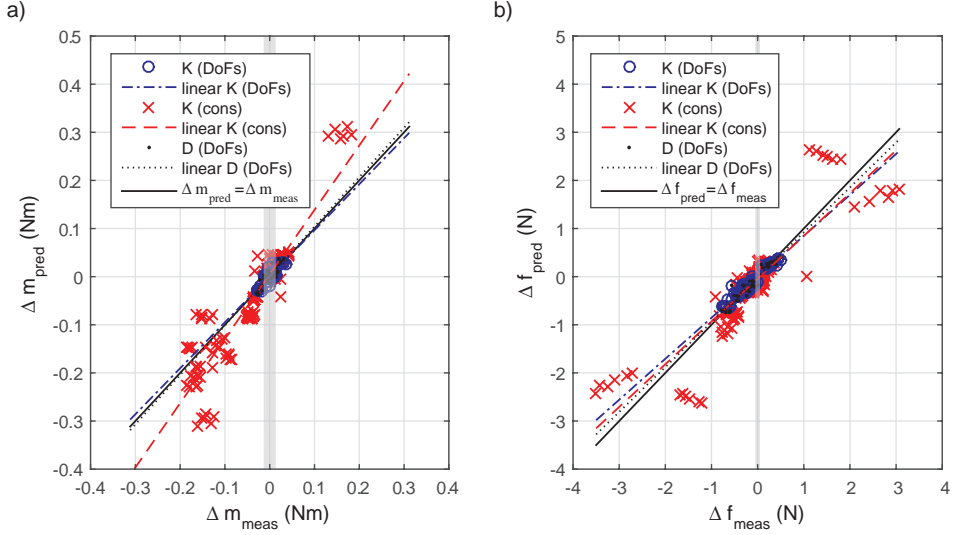 a)
0.5
0.4
0.3
0.2
0.1
0
-0.1
-0.2
-0.3
-0.4
Δ m_pred (Nm)
K (DoFs)
linear K (DoFs)
K (cons)
linear K (cons)
D (DoFs)
linear D (DoFs)
Δ m_pred=Δ m_meas
-0.4 -0.3 -0.2 -0.1 0 0.1 0.2 0.3 0.4
Δ m_meas (Nm)
b)
5
4
3
2
1
0
-1
-2
-3
-4
Δ f_pred (N)
K (DoFs)
linear K (DoFs)
K (cons)
linear K (cons)
D (DoFs)
linear D (DoFs)
Δ f_pred=Δ f_meas
-4 -3 -2 -1 0 1 2 3 4
Δ f_meas (N)